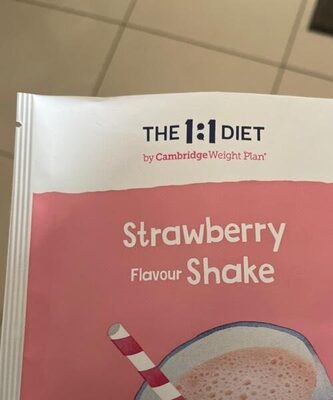 THE 1:1 DIET
by Cambridge Weight Plan®
Strawberry
Flavour Shake